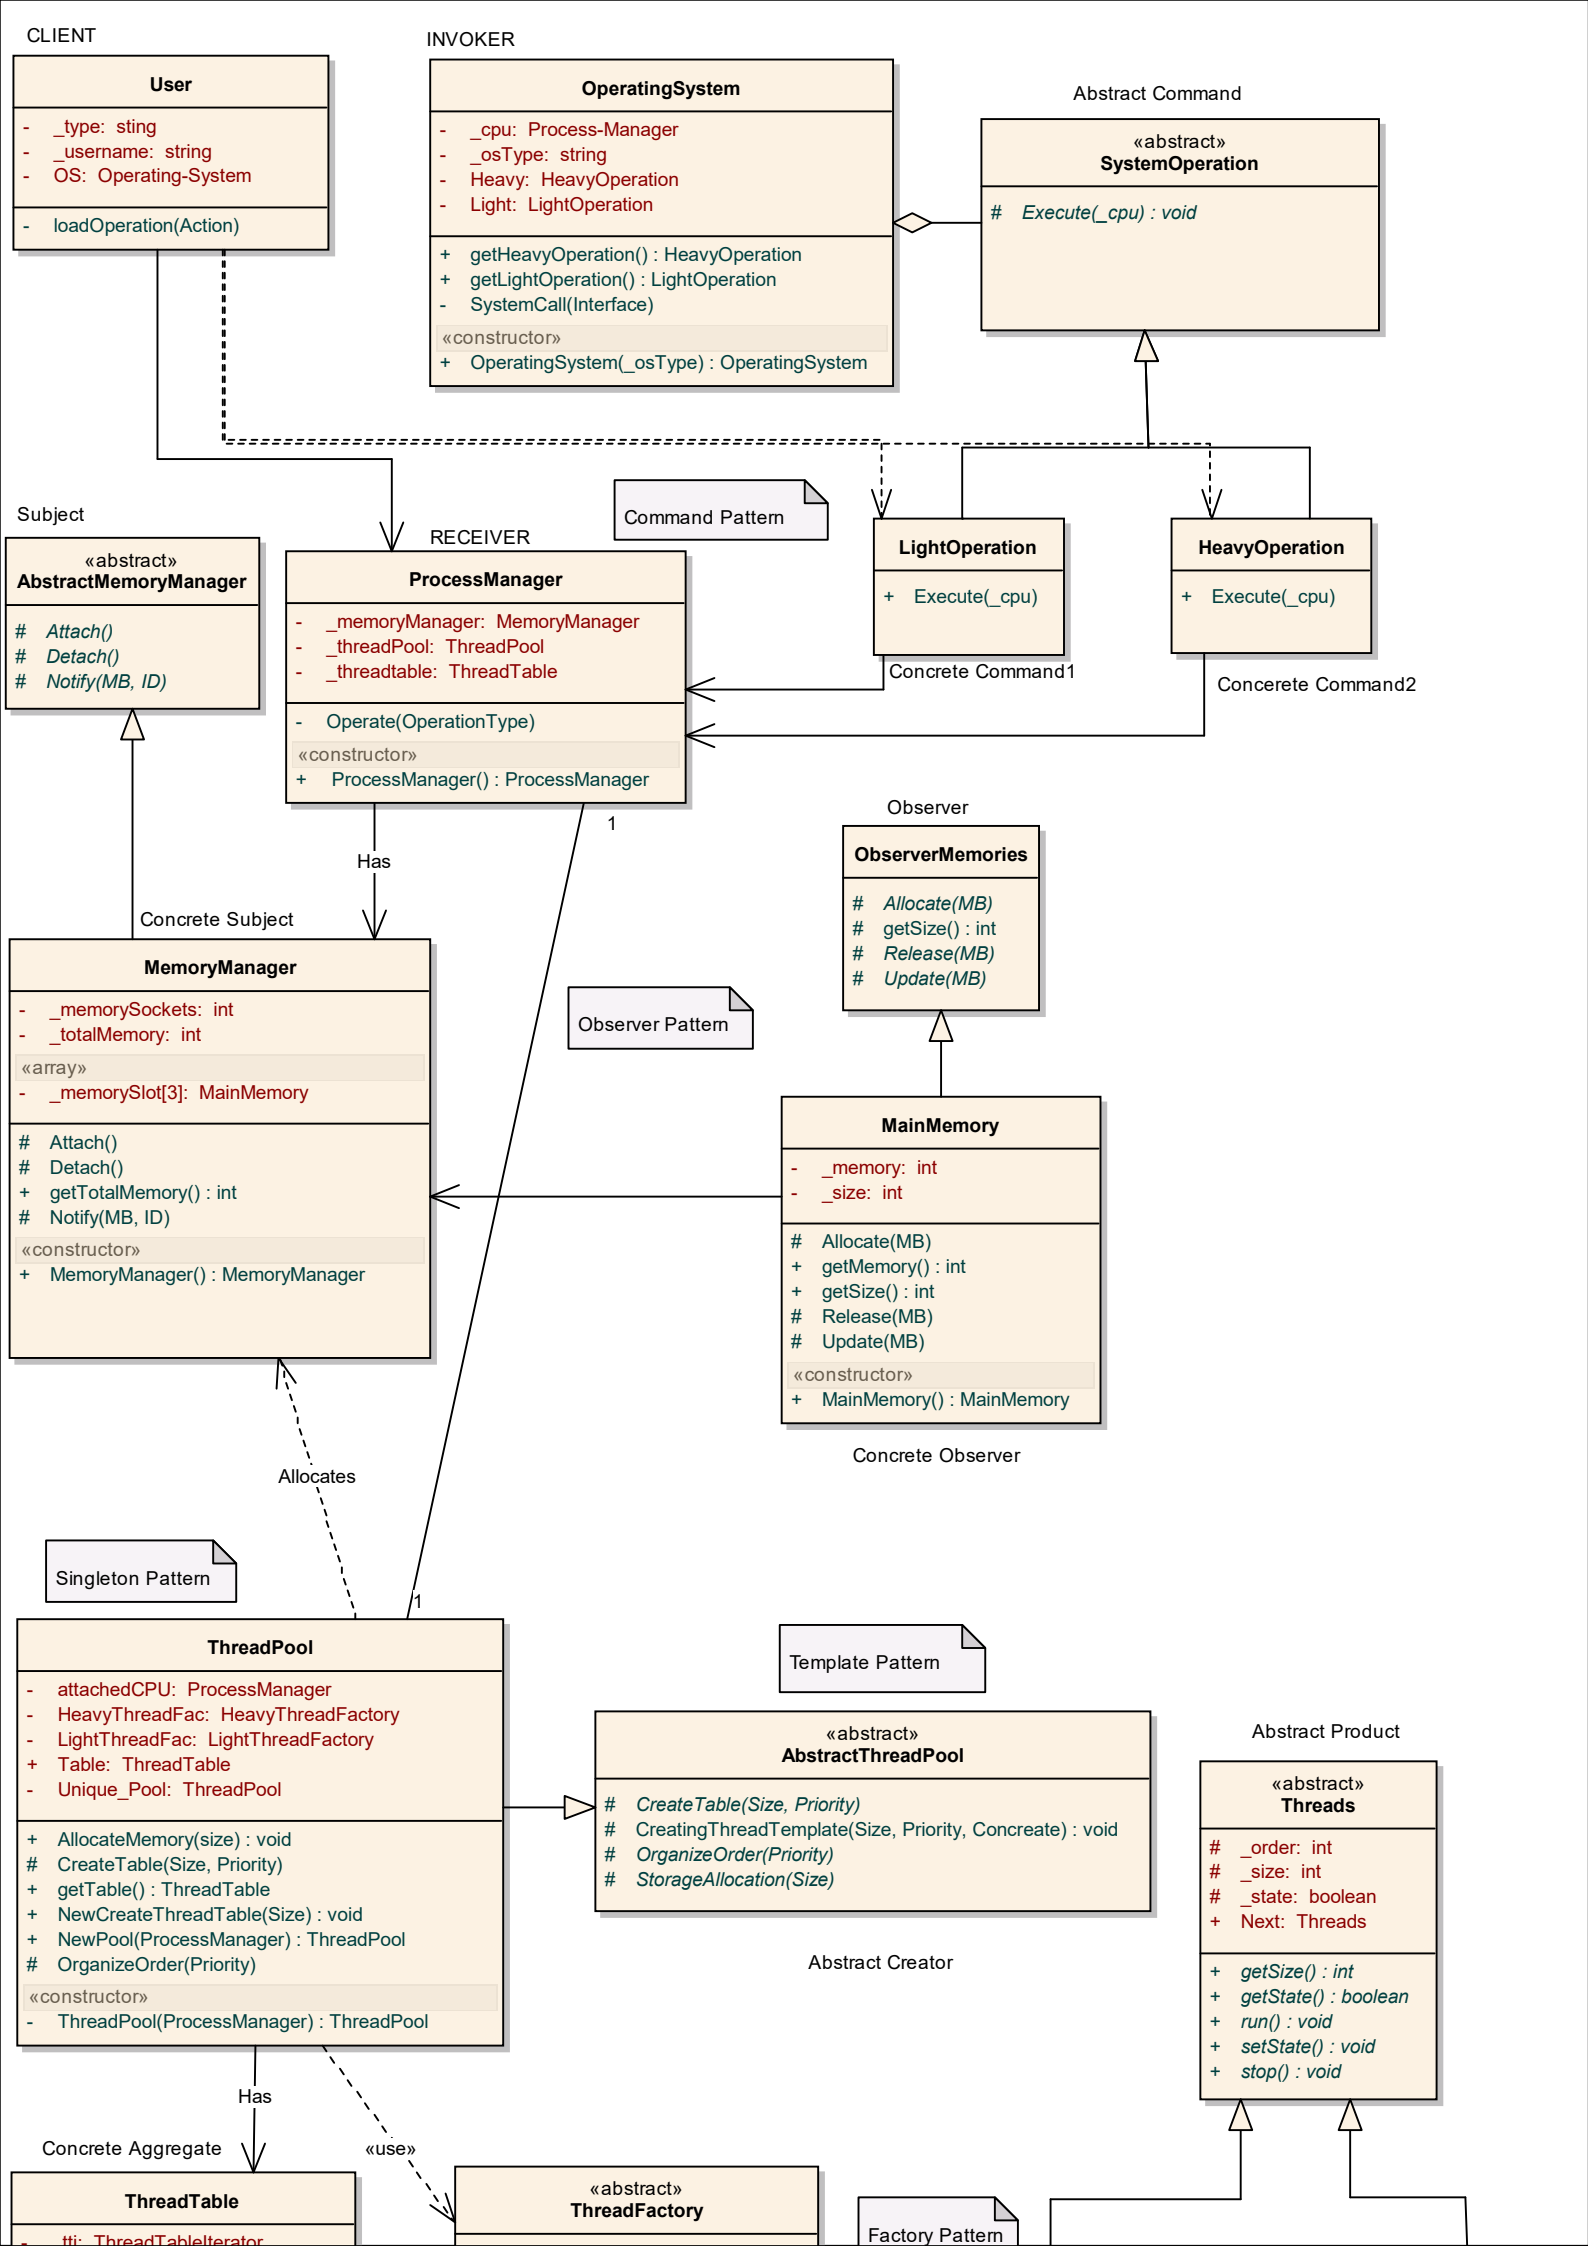 CLIENT
User
- _type: sting
- _username: string
- OS: Operating-System
- loadOperation(Action)
INVOKER
OperatingSystem
- _cpu: Process-Manager
- _osType: string
- Heavy: HeavyOperation
- Light: LightOperation
+ getHeavyOperation() : HeavyOperation
+ getLightOperation() : LightOperation
- SystemCall(Interface)
«constructor»
+ OperatingSystem(_osType) : OperatingSystem
Abstract Command
«abstract»
SystemOperation
# Execute(_cpu) : void
Command Pattern
LightOperation
+ Execute(_cpu)
Concrete Command1
HeavyOperation
+ Execute(_cpu)
Concerete Command2
Subject
«abstract»
AbstractMemoryManager
# Attach()
# Detach()
# Notify(MB, ID)
RECEIVER
ProcessManager
- _memoryManager: MemoryManager
- _threadPool: ThreadPool
- _threadtable: ThreadTable
- Operate(OperationType)
«constructor»
+ ProcessManager() : ProcessManager
1
Has
Observer
ObserverMemories
# Allocate(MB)
# getSize() : int
# Release(MB)
# Update(MB)
Concrete Subject
MemoryManager
- _memorySockets: int
- _totalMemory: int
«array»
- _memorySlot[3]: MainMemory
# Attach()
# Detach()
+ getTotalMemory() : int
# Notify(MB, ID)
«constructor»
+ MemoryManager() : MemoryManager
Observer Pattern
MainMemory
- _memory: int
- _size: int
# Allocate(MB)
+ getMemory() : int
+ getSize() : int
# Release(MB)
# Update(MB)
«constructor»
+ MainMemory() : MainMemory
Concrete Observer
Allocates
Singleton Pattern
1
ThreadPool
- attachedCPU: ProcessManager
- HeavyThreadFac: HeavyThreadFactory
- LightThreadFac: LightThreadFactory
+ Table: ThreadTable
- Unique_Pool: ThreadPool
+ AllocateMemory(size) : void
# CreateTable(Size, Priority)
+ getTable() : ThreadTable
+ NewCreateThreadTable(Size) : void
+ NewPool(ProcessManager) : ThreadPool
# OrganizeOrder(Priority)
«constructor»
- ThreadPool(ProcessManager) : ThreadPool
Template Pattern
«abstract»
AbstractThreadPool
# CreateTable(Size, Priority)
# CreatingThreadTemplate(Size, Priority, Concreate) : void
# OrganizeOrder(Priority)
# StorageAllocation(Size)
Abstract Creator
Abstract Product
«abstract»
Threads
# _order: int
# _size: int
# _state: boolean
+ Next: Threads
+ getSize() : int
+ getState() : boolean
+ run() : void
+ setState() : void
+ stop() : void
Has
Concrete Aggregate
«use»
ThreadTable
- tti: ThreadTableIterator
«abstract»
ThreadFactory
Factory Pattern